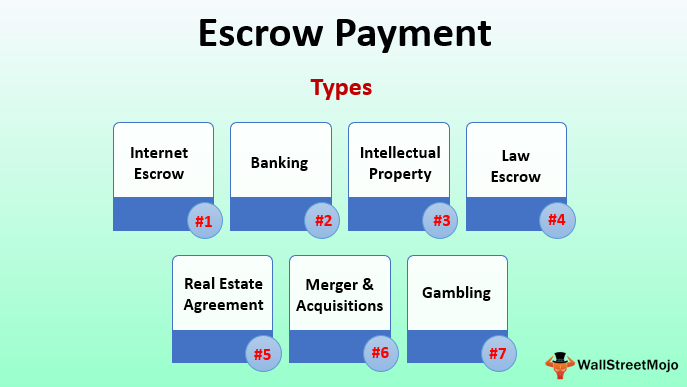 Escrow Payment
Types
Internet
Escrow
#1
Banking
#2
Intellectual
Property
#3
Law
Escrow
#4
Real Estate
Agreement
#5
Merger &
Acquisitions
#6
Gambling
#7
WallStreetMojo